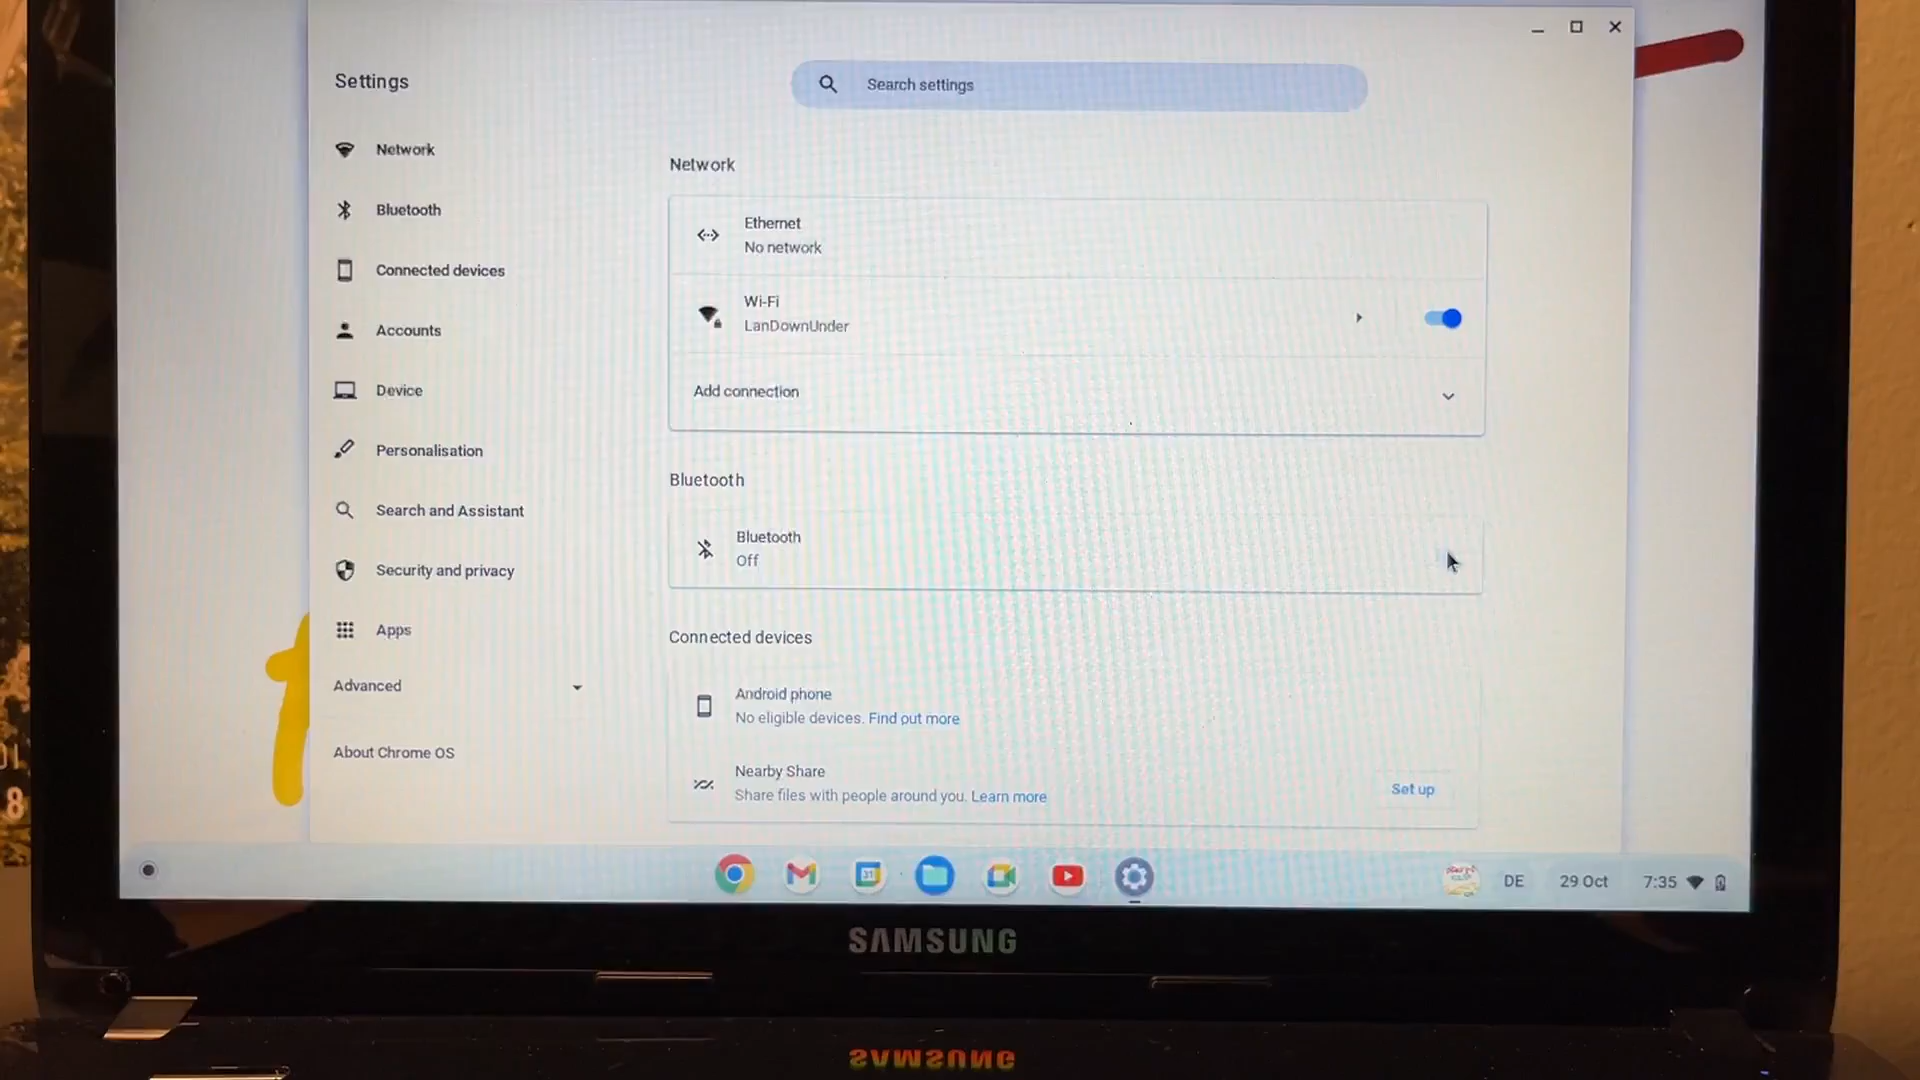 Settings
Search settings
Network
Bluetooth
Connected devices
Accounts
Device
Personalisation
Search and Assistant
Security and privacy
Apps
Advanced
About Chrome OS
Network
Ethernet
No network
Wi-Fi
LanDownUnder
Add connection
Bluetooth
Bluetooth
Off
Connected devices
Android phone
No eligible devices. Find out more
Nearby Share
Share files with people around you. Learn more
Set up
31
DE
29 Oct
7:35
SAMSUNG
SAMSUNG
8